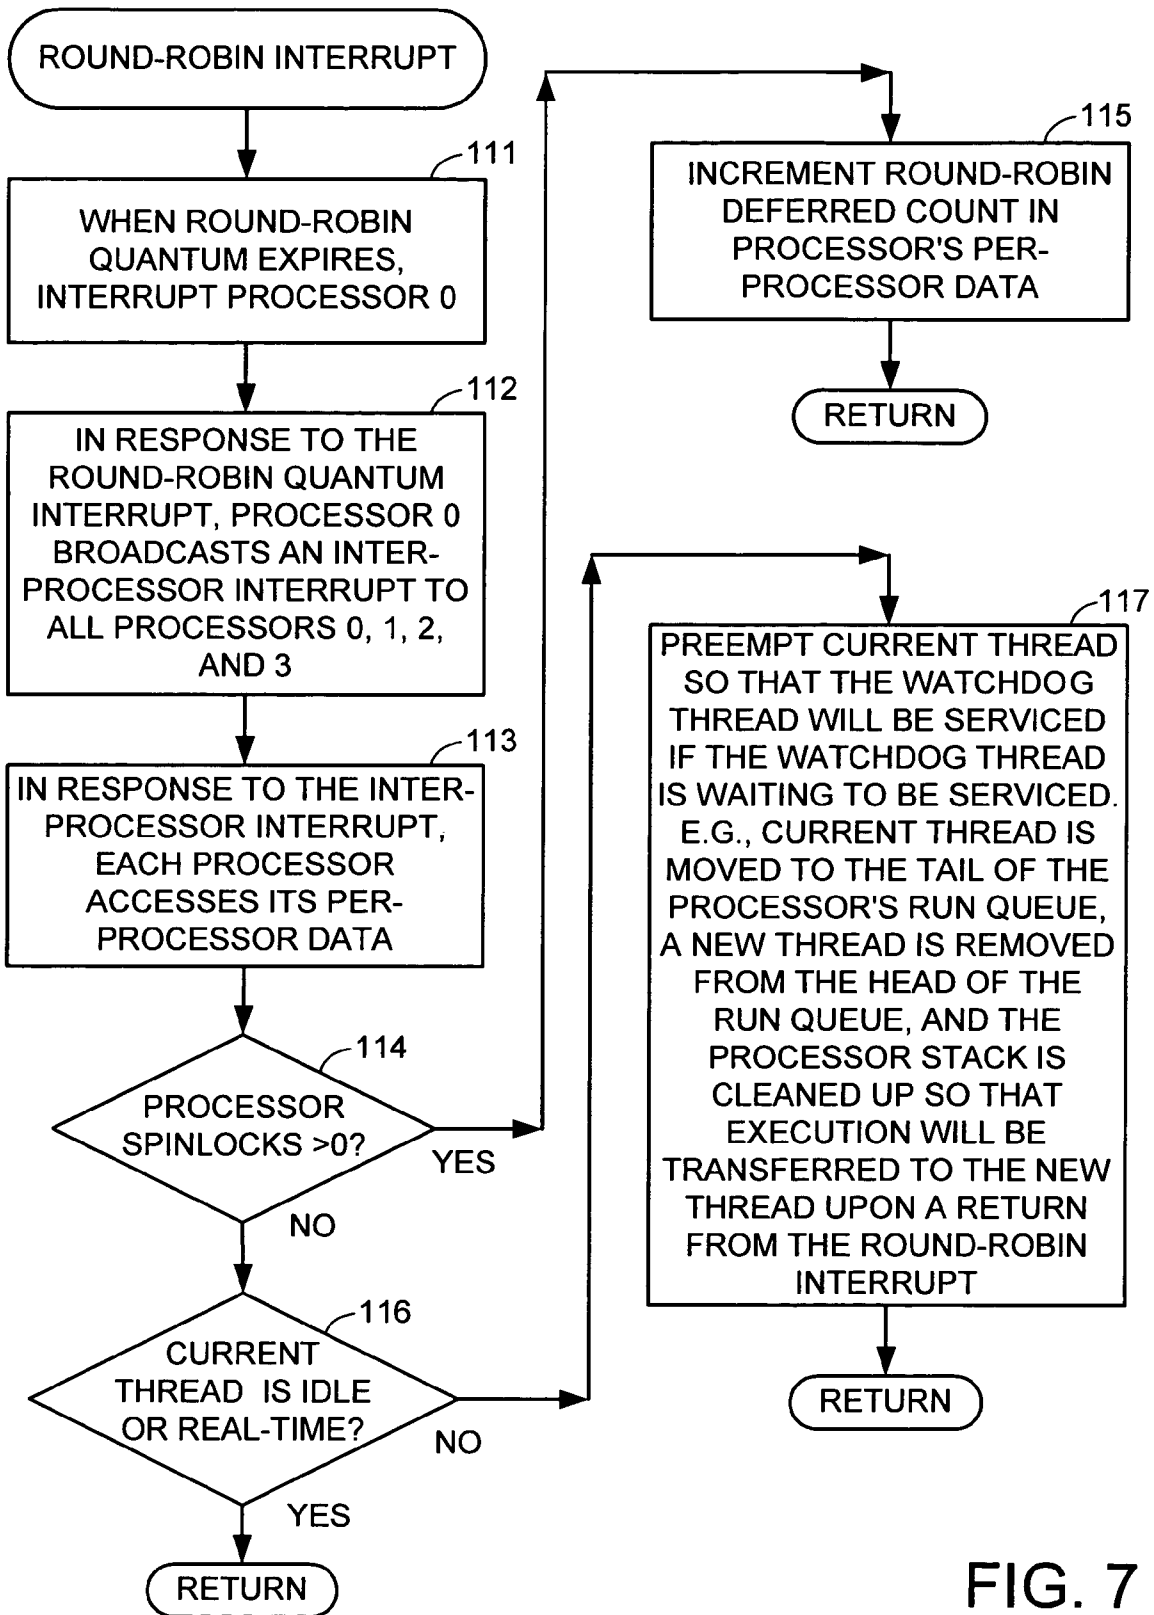 ROUND-ROBIN INTERRUPT
111
WHEN ROUND-ROBIN
QUANTUM EXPIRES,
INTERRUPT PROCESSOR 0
112
IN RESPONSE TO THE
ROUND-ROBIN QUANTUM
INTERRUPT, PROCESSOR 0
BROADCASTS AN INTER-
PROCESSOR INTERRUPT TO
ALL PROCESSORS 0, 1, 2,
AND 3
113
IN RESPONSE TO THE INTER-
PROCESSOR INTERRUPT,
EACH PROCESSOR
ACCESSES ITS PER-
PROCESSOR DATA
114
PROCESSOR
SPINLOCKS >0?
YES
NO
116
CURRENT
THREAD IS IDLE
OR REAL-TIME?
NO
YES
RETURN
115
INCREMENT ROUND-ROBIN
DEFERRED COUNT IN
PROCESSOR'S PER-
PROCESSOR DATA
RETURN
117
PREEMPT CURRENT THREAD
SO THAT THE WATCHDOG
THREAD WILL BE SERVICED
IF THE WATCHDOG THREAD
IS WAITING TO BE SERVICED.
E.G., CURRENT THREAD IS
MOVED TO THE TAIL OF THE
PROCESSOR'S RUN QUEUE,
A NEW THREAD IS REMOVED
FROM THE HEAD OF THE
RUN QUEUE, AND THE
PROCESSOR STACK IS
CLEANED UP SO THAT
EXECUTION WILL BE
TRANSFERRED TO THE NEW
THREAD UPON A RETURN
FROM THE ROUND-ROBIN
INTERRUPT
RETURN
FIG. 7